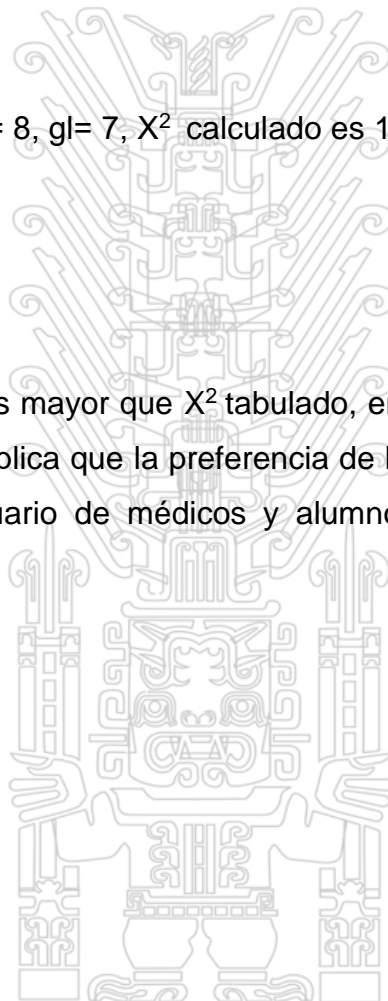 = 8, gl= 7, X² calculado es 1
s mayor que X² tabulado, en
plica que la preferencia de l
uario de médicos y alumno